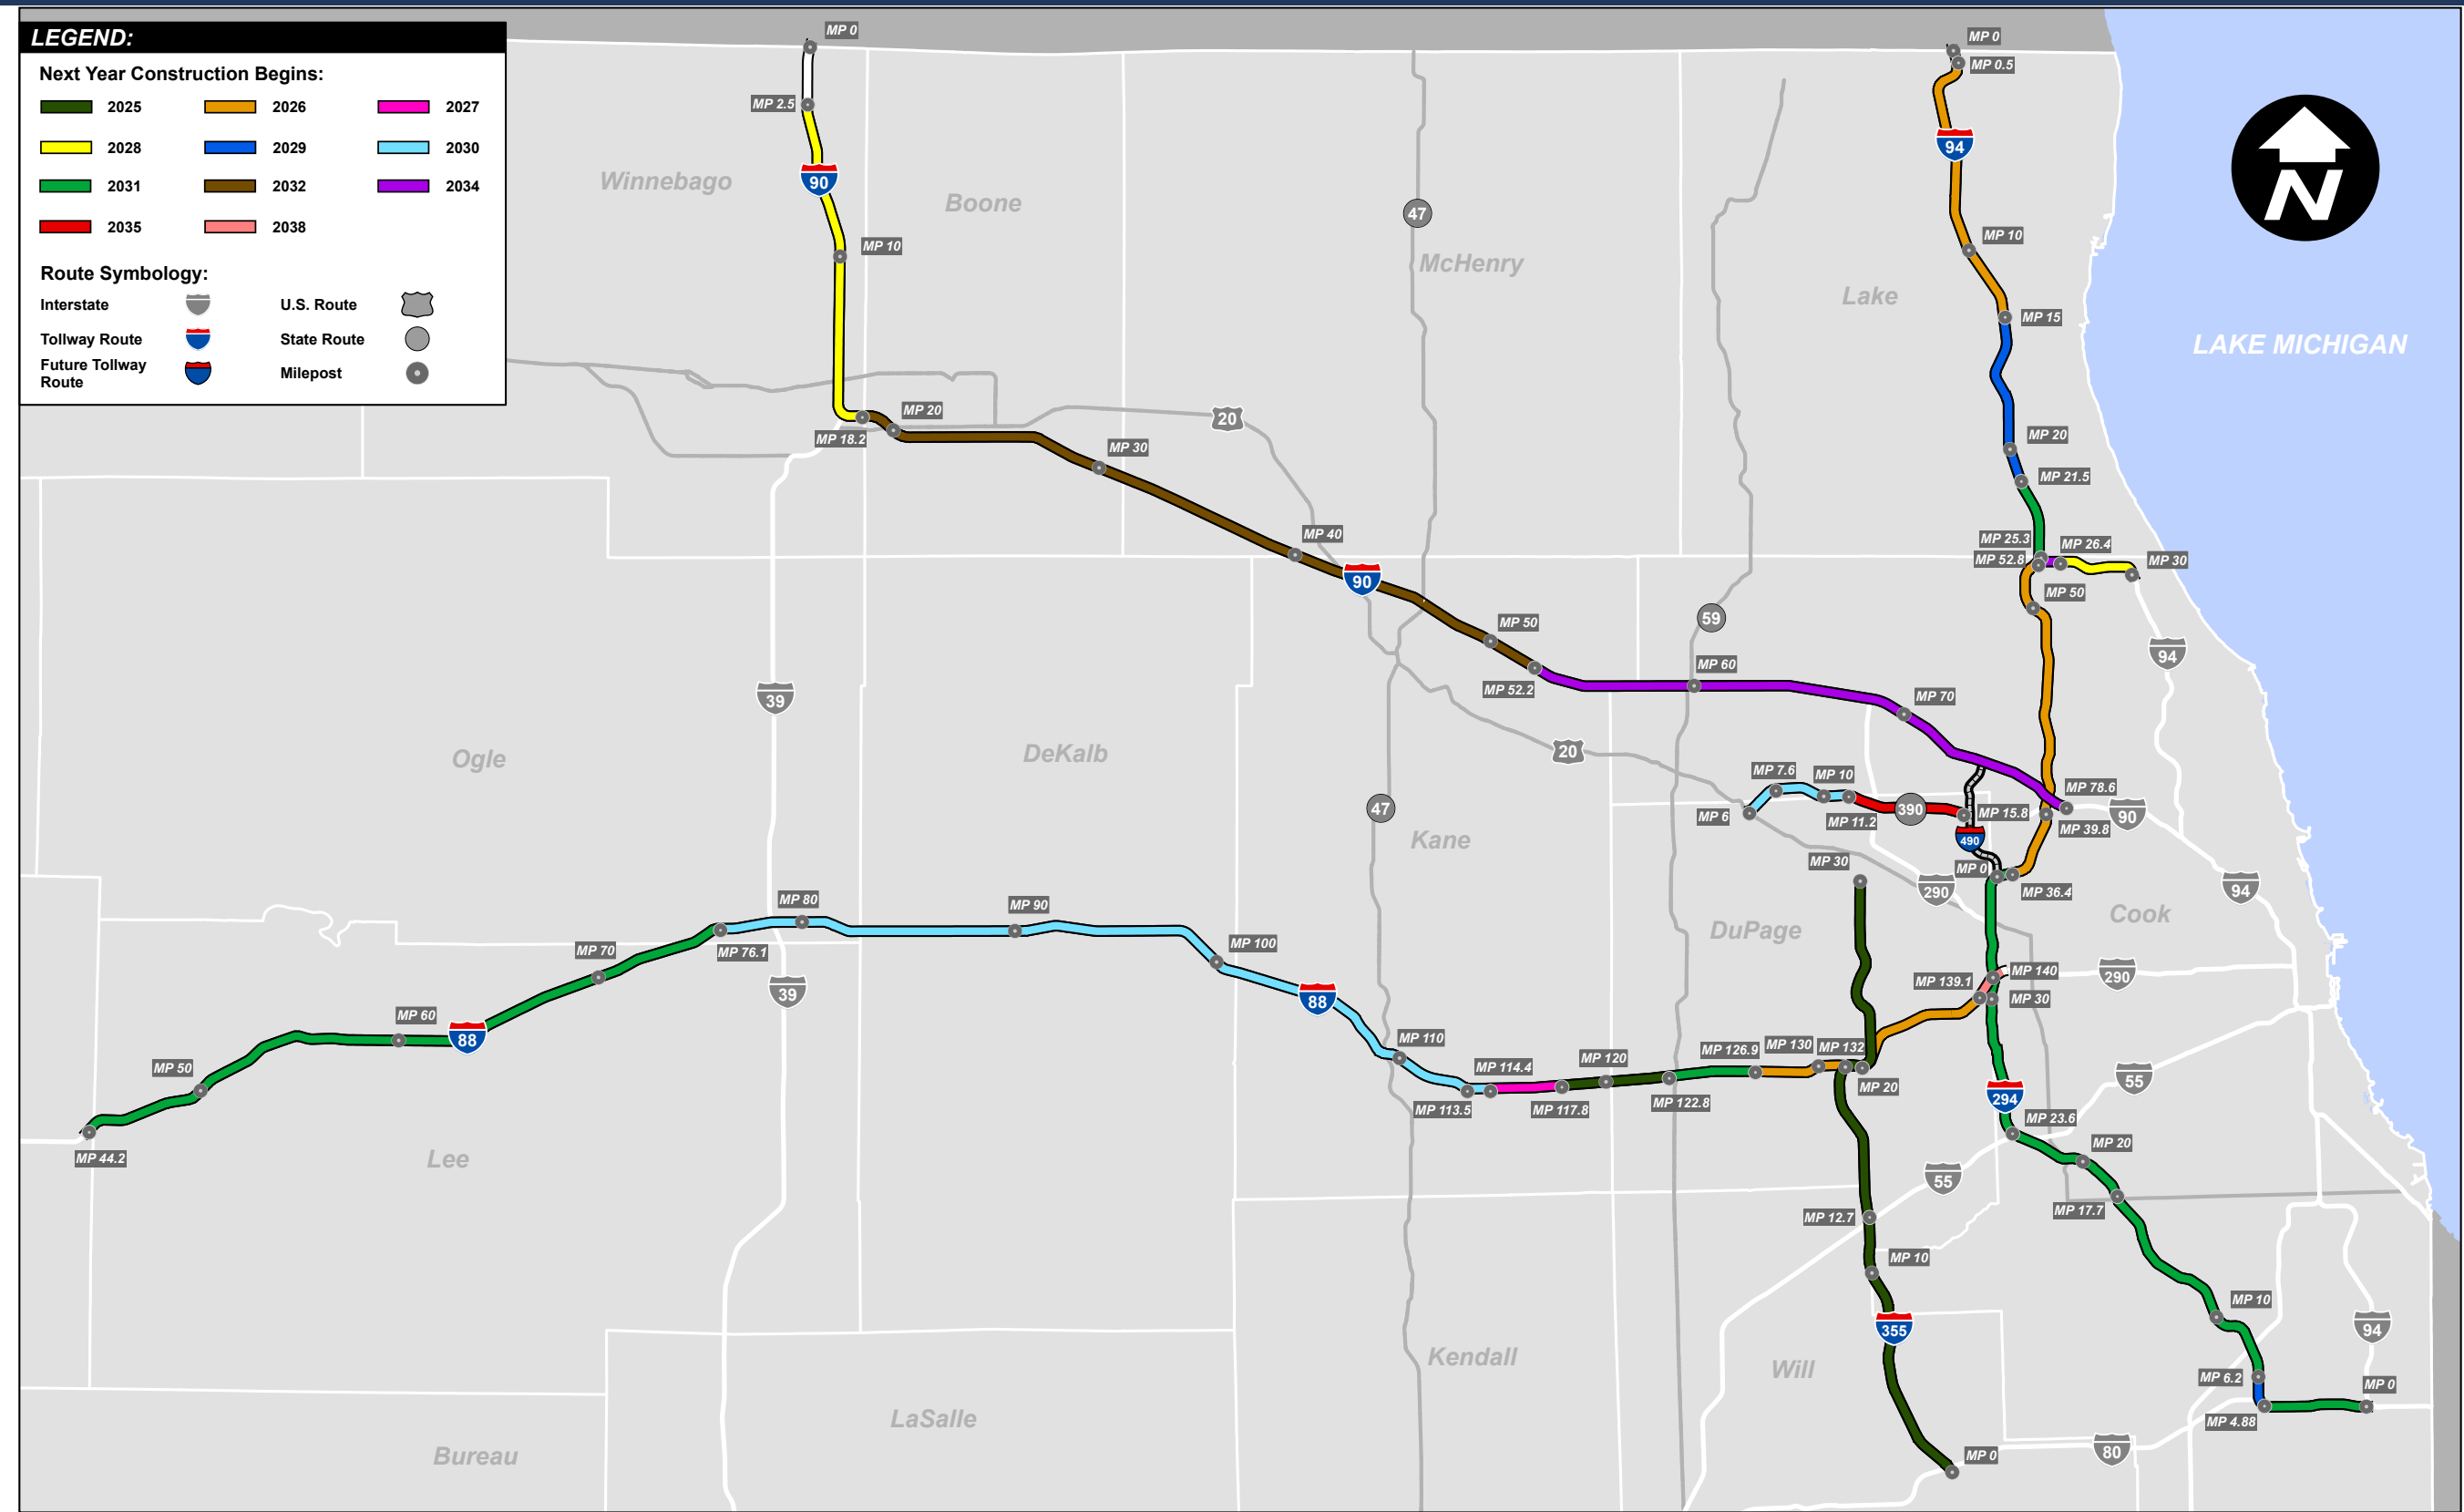 LEGEND:
Next Year Construction Begins:
2025
2026
2027
2028
2029
2030
2031
2032
2034
2035
2038
Route Symbology:
Interstate
U.S. Route
Tollway Route
State Route
Future Tollway
Route
Milepost
MP 0
MP 2.5
90
Winnebago
Boone
MP 10
MP 20
MP 18.2
20
MP 30
47
McHenry
Lake
MP 0
MP 0.5
94
MP 10
MP 15
N
LAKE MICHIGAN
MP 20
MP 21.5
MP 25.3
MP 26.4
MP 52.8
MP 30
MP 50
94
MP 40
90
59
MP 50
MP 52.2
MP 60
MP 70
39
Ogle
DeKalb
20
47
Kane
MP 7.6
MP 10
MP 6
MP 11.2
390
MP 15.8
490
MP 78.6
MP 39.8
90
MP 30
MP 0
MP 36.4
290
94
Cook
DuPage
MP 80
MP 90
MP 76.1
MP 70
39
MP 100
88
MP 140
MP 139.1
MP 30
290
MP 60
88
MP 50
MP 44.2
Lee
MP 110
MP 114.4
MP 113.5
MP 117.8
MP 120
MP 122.8
MP 126.9
MP 130
MP 132
MP 20
294
55
MP 23.6
MP 20
55
MP 17.7
MP 12.7
MP 10
355
MP 10
94
Kendall
Will
MP 6.2
MP 0
MP 4.88
LaSalle
Bureau
80
MP 0